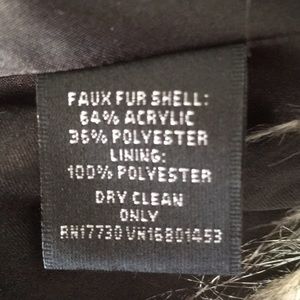 FAUX FUR SHELL:
64% ACRYLIC
36% POLYESTER
LINING:
100% POLYESTER
DRY CLEAN
ONLY
RN17730 VN16801453